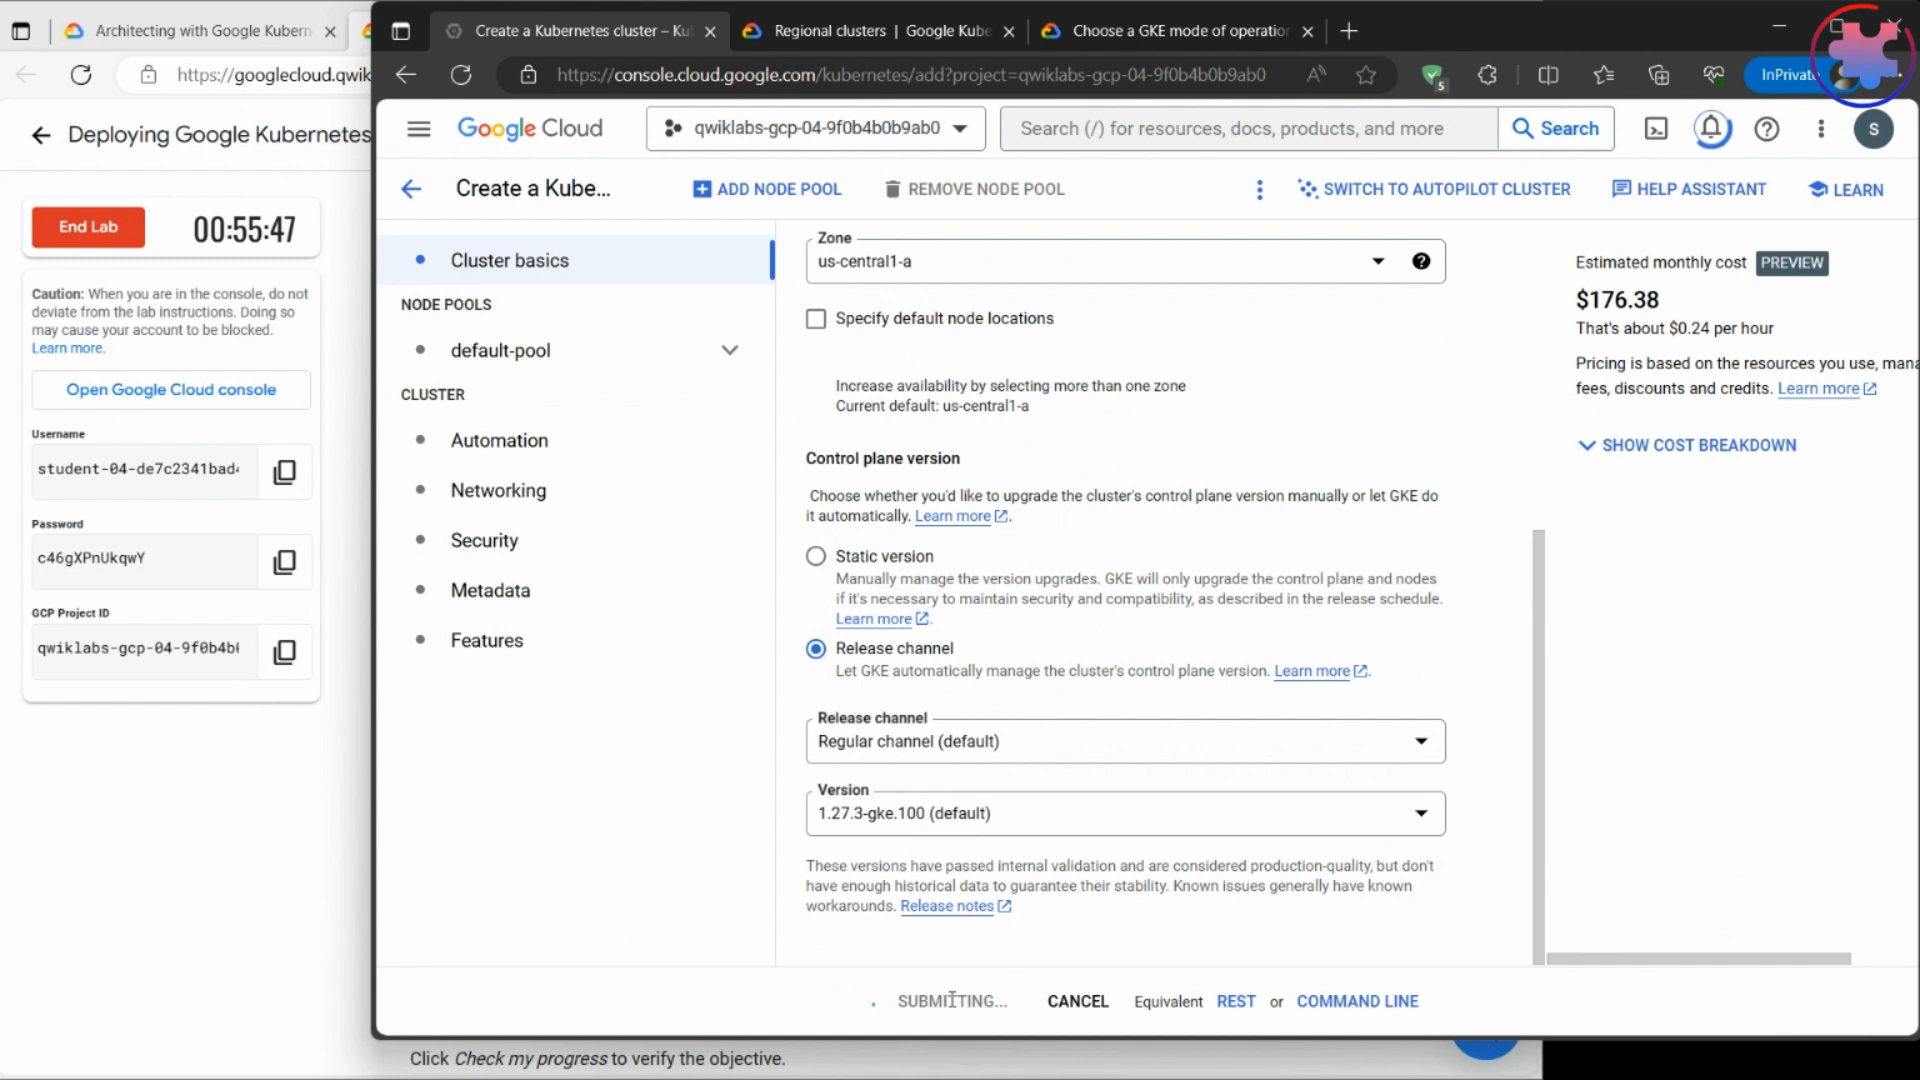 Architecting with Google Kubern
Create a Kubernetes cluster – Ku
Regional clusters | Google Kube
Choose a GKE mode of operation
https://googlecloud.qwik
https://console.cloud.google.com/kubernetes/add?project=qwiklabs-gcp-04-9f0b4b0b9ab0
5
InPrivate
Deploying Google Kubernetes
End Lab
00:55:47
Caution: When you are in the console, do not
deviate from the lab instructions. Doing so
may cause your account to be blocked.
Learn more.
Open Google Cloud console
Username
student-04-de7c2341bad
Password
c46gXPnUkqwY
GCP Project ID
qwiklabs-gcp-04-9f0b4b
Google Cloud
qwiklabs-gcp-04-9f0b4b0b9ab0
Search (/) for resources, docs, products, and more
Search
S
Create a Kube...
ADD NODE POOL
REMOVE NODE POOL
SWITCH TO AUTOPILOT CLUSTER
HELP ASSISTANT
LEARN
Cluster basics
NODE POOLS
default-pool
CLUSTER
Automation
Networking
Security
Metadata
Features
Zone
us-central1-a
Specify default node locations
Increase availability by selecting more than one zone
Current default: us-central1-a
Control plane version
Choose whether you'd like to upgrade the cluster's control plane version manually or let GKE do
it automatically. Learn more.
Static version
Manually manage the version upgrades. GKE will only upgrade the control plane and nodes
if it's necessary to maintain security and compatibility, as described in the release schedule.
Learn more.
Release channel
Let GKE automatically manage the cluster's control plane version. Learn more.
Release channel
Regular channel (default)
Version
1.27.3-gke.100 (default)
These versions have passed internal validation and are considered production-quality, but don't
have enough historical data to guarantee their stability. Known issues generally have known
workarounds. Release notes
Estimated monthly cost PREVIEW
$176.38
That's about $0.24 per hour
Pricing is based on the resources you use, mana
fees, discounts and credits. Learn more
SHOW COST BREAKDOWN
SUBMITTING...
CANCEL
Equivalent REST or COMMAND LINE
Click Check my progress to verify the objective.